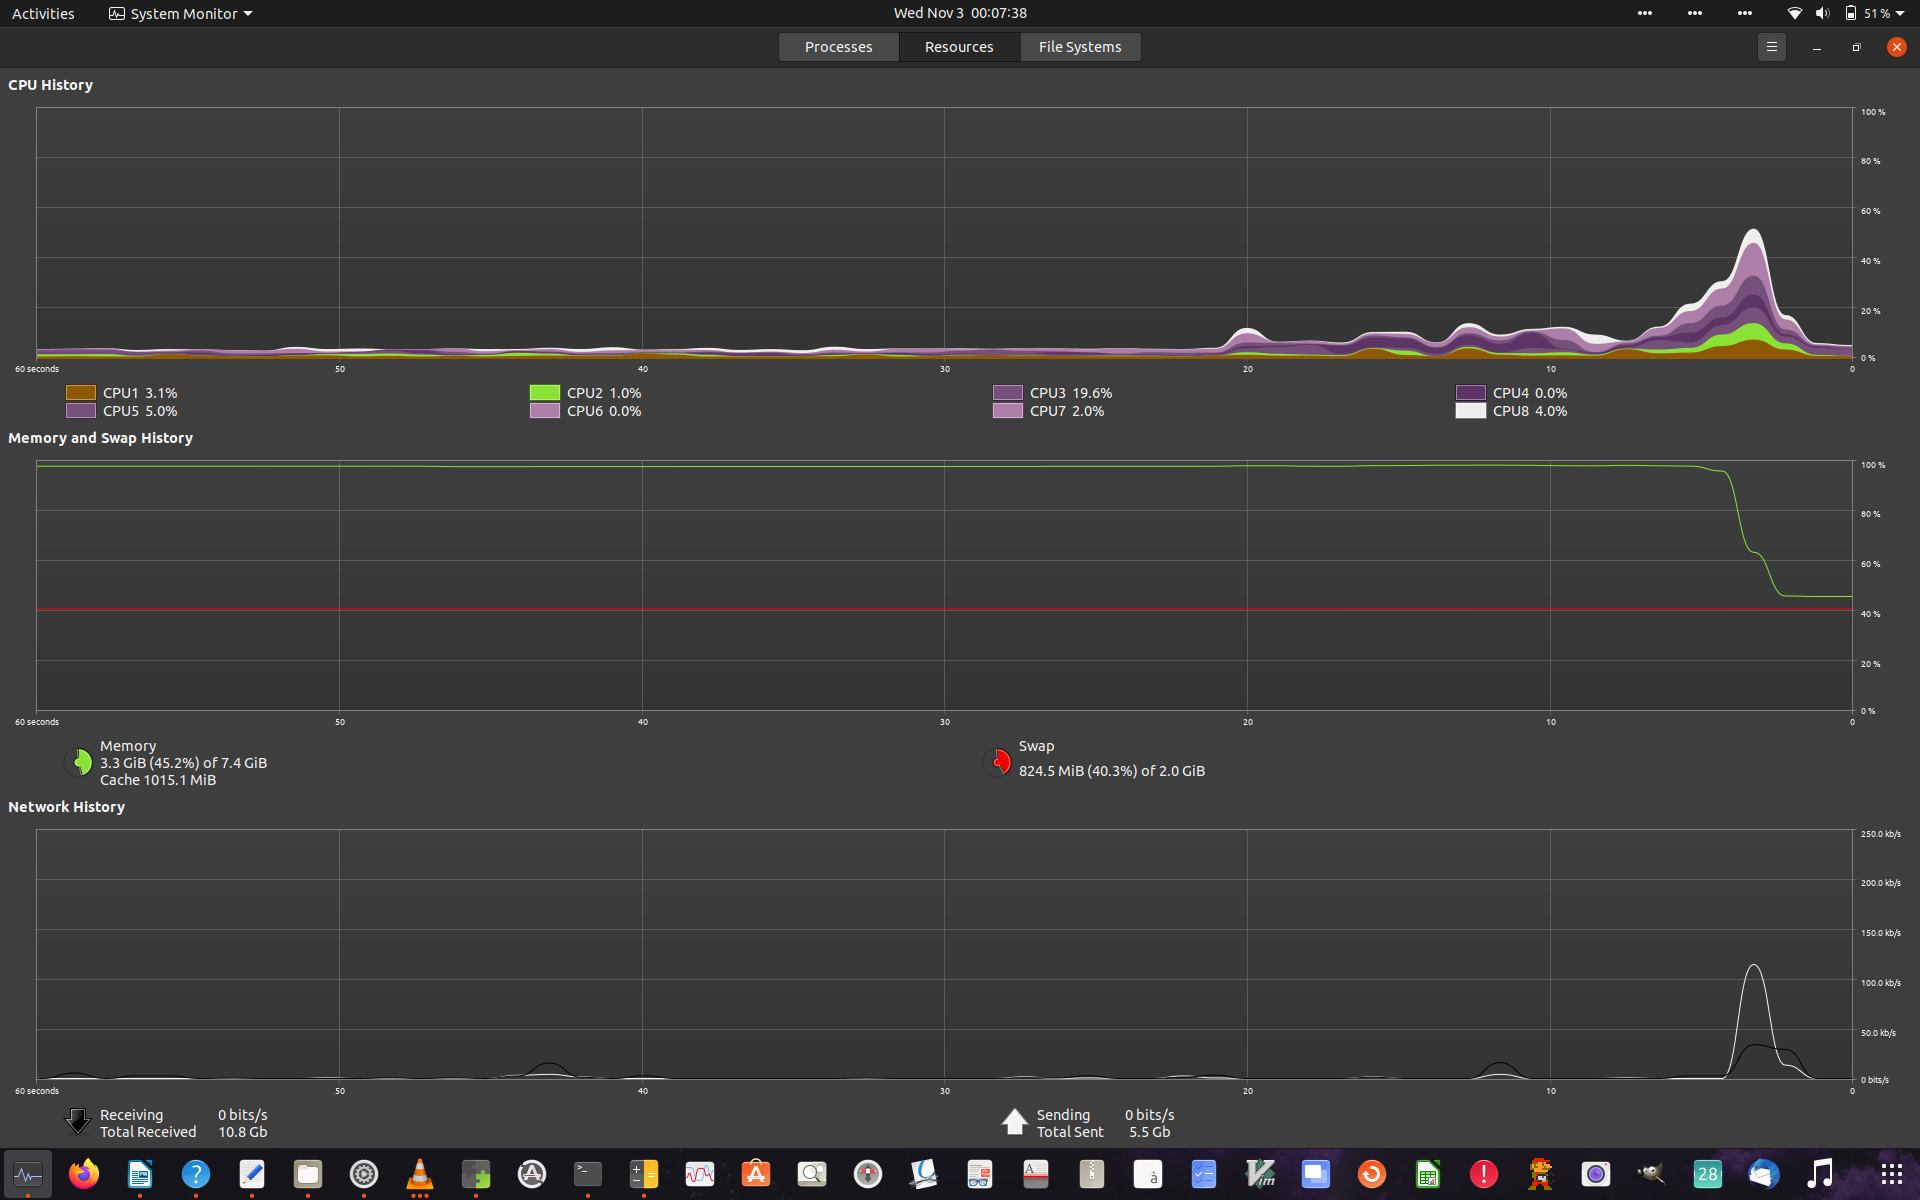 Activities
System Monitor
Wed Nov 3 00:07:38
51 %
Processes
Resources
File Systems
CPU History
100 %
80 %
60 %
40 %
20 %
0 %
60 seconds 50 40 30 20 10 0
CPU1 3.1% CPU2 1.0% CPU3 19.6% CPU4 0.0%
CPU5 5.0% CPU6 0.0% CPU7 2.0% CPU8 4.0%
Memory and Swap History
100 %
80 %
60 %
40 %
20 %
0 %
60 seconds 50 40 30 20 10 0
Memory
3.3 GiB (45.2%) of 7.4 GiB
Cache 1015.1 MiB
Swap
824.5 MiB (40.3%) of 2.0 GiB
Network History
250.0 kb/s
200.0 kb/s
150.0 kb/s
100.0 kb/s
50.0 kb/s
0 bits/s
60 seconds 50 40 30 20 10 0
Receiving 0 bits/s
Total Received 10.8 Gb
Sending 0 bits/s
Total Sent 5.5 Gb
?
>_
A
à
Vim
!
28